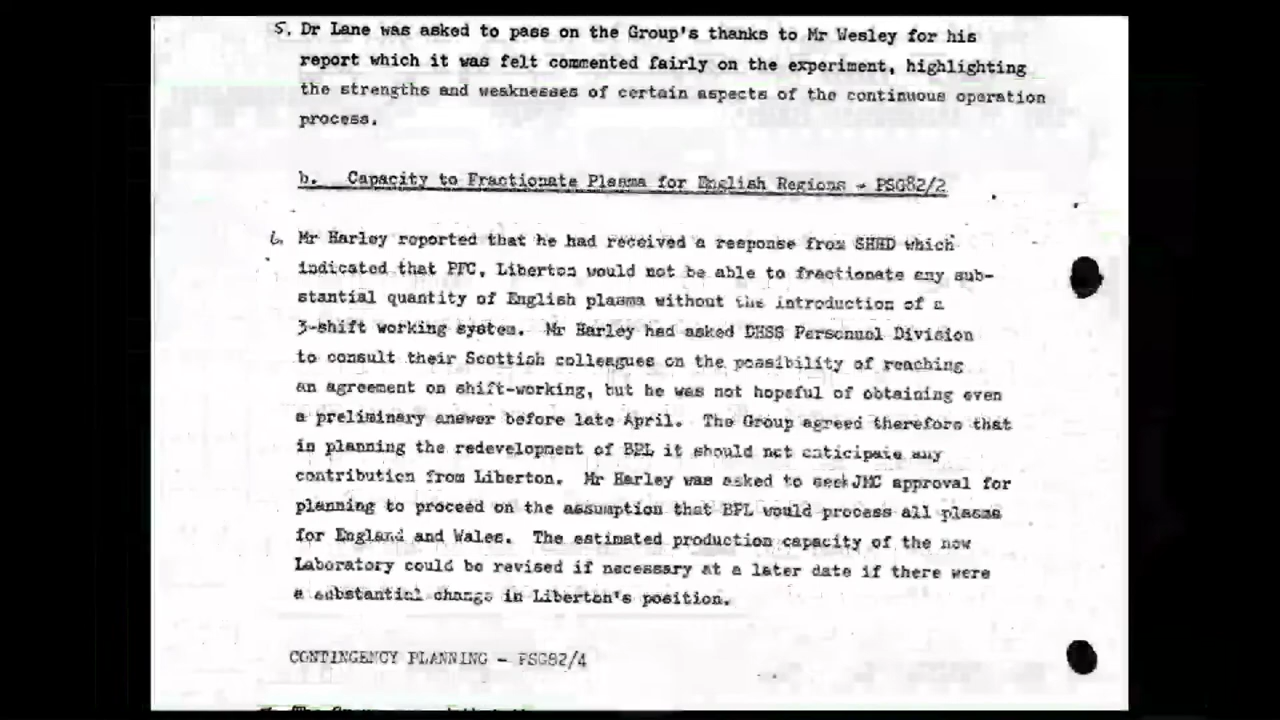 5. Dr Lane was asked to pass on the Group's thanks to Mr Wesley for his
report which it was felt commented fairly on the experiment, highlighting
the strengths and weaknesses of certain aspects of the continuous operation
process.
b. Capacity to Fractionate Plasma for English Regions - PSG82/2
6. Mr Harley reported that he had received a response from SHHD which
indicated that PFC, Liberton would not be able to fractionate any sub-
stantial quantity of English plasma without the introduction of a
3-shift working system. Mr Harley had asked DHSS Personnel Division
to consult their Scottish colleagues on the possibility of reaching
an agreement on shift-working, but he was not hopeful of obtaining even
a preliminary answer before late April. The Group agreed therefore that
in planning the redevelopment of BPL it should not anticipate any
contribution from Liberton. Mr Harley was asked to seek JMC approval for
planning to proceed on the assumption that BPL would process all plasma
for England and Wales. The estimated production capacity of the new
Laboratory could be revised if necessary at a later date if there were
a substantial change in Liberton's position.
CONTINGENCY PLANNING - PSG82/4